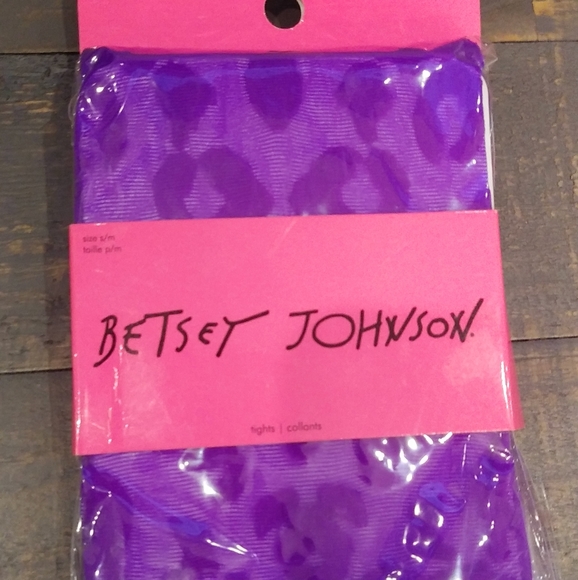 size s/m
taille p/m
BETSEY JOHNSON.
tights | collants